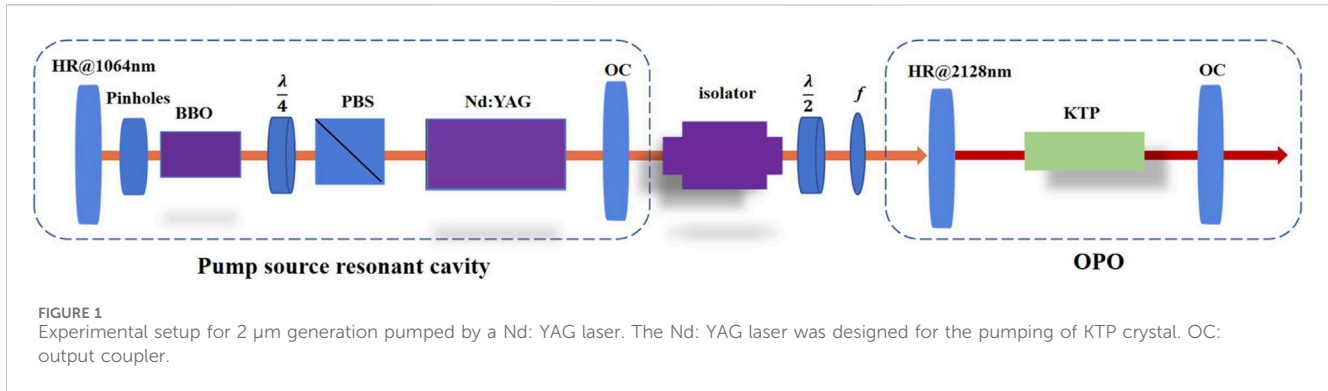 HR@1064nm
Pinholes
BBO
λ/4
PBS
Nd:YAG
OC
isolator
λ/2
f
HR@2128nm
KTP
OC
Pump source resonant cavity
OPO
FIGURE 1
Experimental setup for 2 µm generation pumped by a Nd: YAG laser. The Nd: YAG laser was designed for the pumping of KTP crystal. OC:
output coupler.